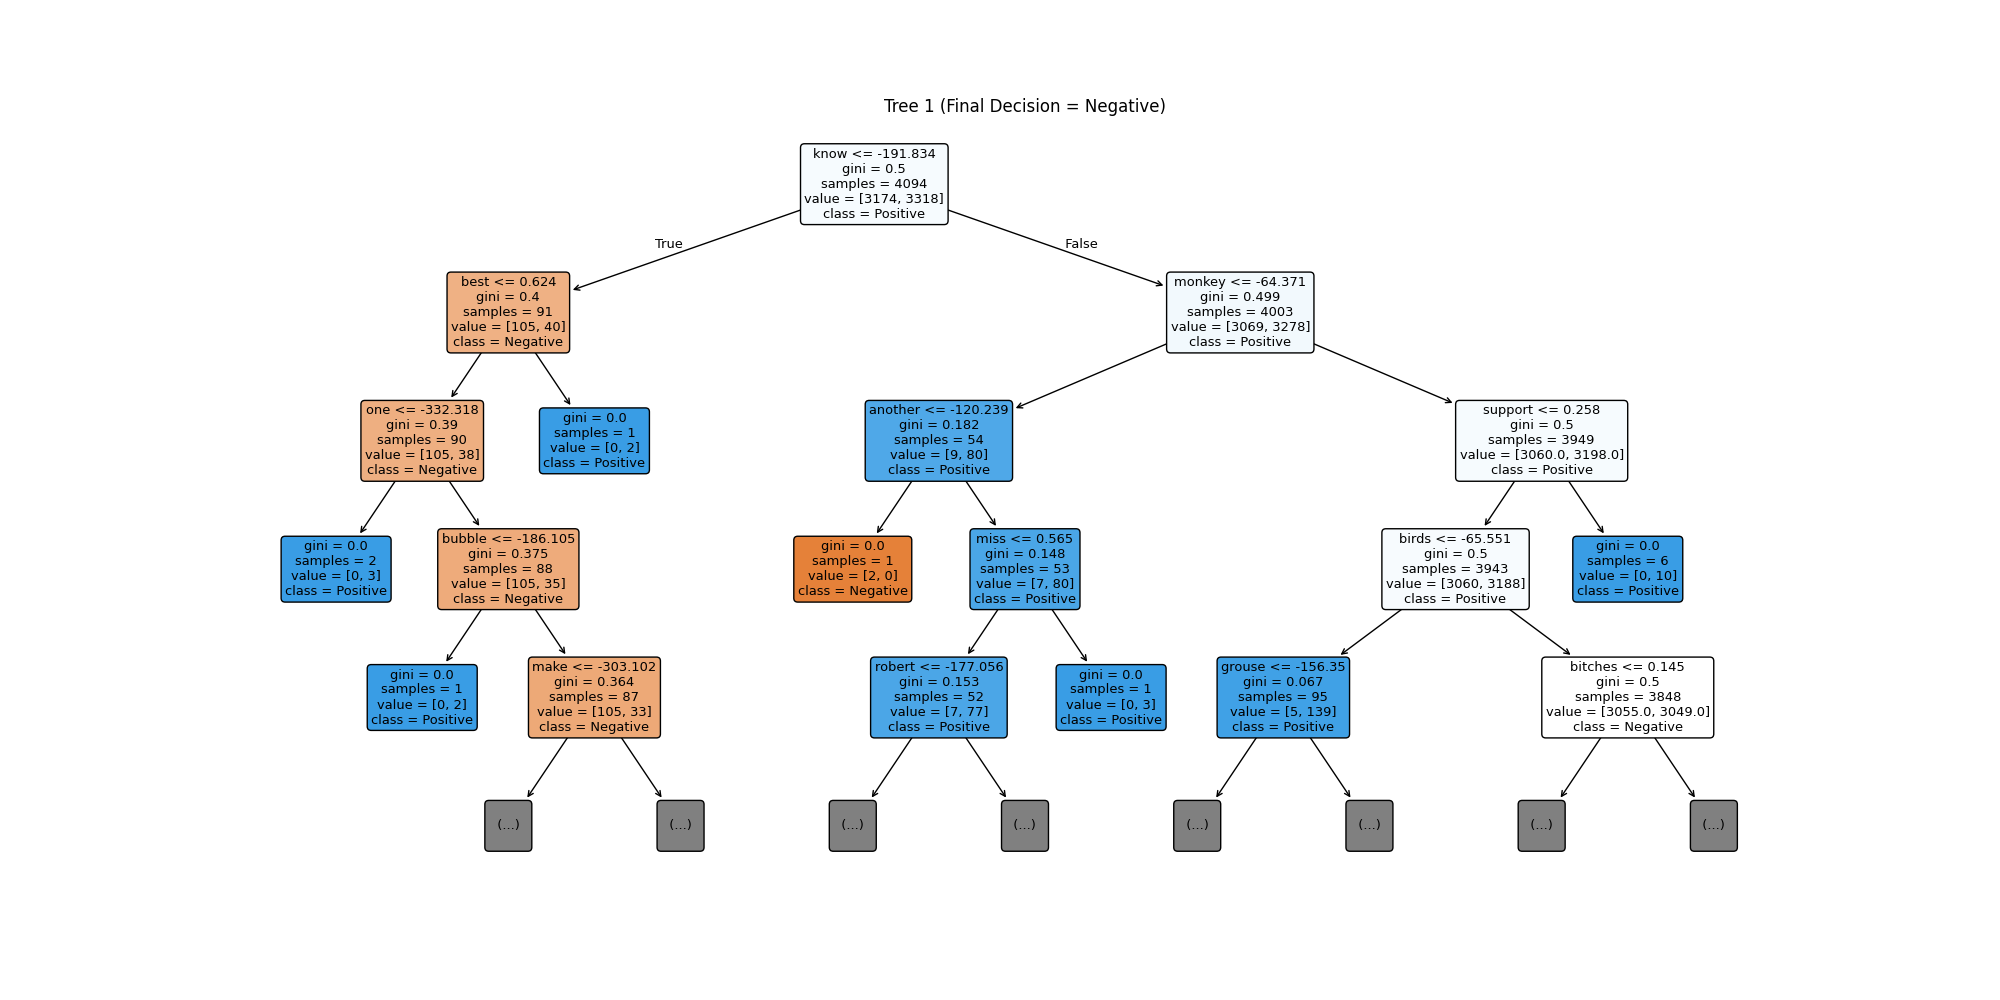 Tree 1 (Final Decision = Negative)
know <= -191.834
gini = 0.5
samples = 4094
value = [3174, 3318]
class = Positive
True
False
best <= 0.624
gini = 0.4
samples = 91
value = [105, 40]
class = Negative
monkey <= -64.371
gini = 0.499
samples = 4003
value = [3069, 3278]
class = Positive
one <= -332.318
gini = 0.39
samples = 90
value = [105, 38]
class = Negative
gini = 0.0
samples = 1
value = [0, 2]
class = Positive
another <= -120.239
gini = 0.182
samples = 54
value = [9, 80]
class = Positive
support <= 0.258
gini = 0.5
samples = 3949
value = [3060.0, 3198.0]
class = Positive
gini = 0.0
samples = 2
value = [0, 3]
class = Positive
bubble <= -186.105
gini = 0.375
samples = 88
value = [105, 35]
class = Negative
gini = 0.0
samples = 1
value = [2, 0]
class = Negative
miss <= 0.565
gini = 0.148
samples = 53
value = [7, 80]
class = Positive
birds <= -65.551
gini = 0.5
samples = 3943
value = [3060, 3188]
class = Positive
gini = 0.0
samples = 6
value = [0, 10]
class = Positive
gini = 0.0
samples = 1
value = [0, 2]
class = Positive
make <= -303.102
gini = 0.364
samples = 87
value = [105, 33]
class = Negative
robert <= -177.056
gini = 0.153
samples = 52
value = [7, 77]
class = Positive
gini = 0.0
samples = 1
value = [0, 3]
class = Positive
grouse <= -156.35
gini = 0.067
samples = 95
value = [5, 139]
class = Positive
bitches <= 0.145
gini = 0.5
samples = 3848
value = [3055.0, 3049.0]
class = Negative
(...)
(...)
(...)
(...)
(...)
(...)
(...)
(...)